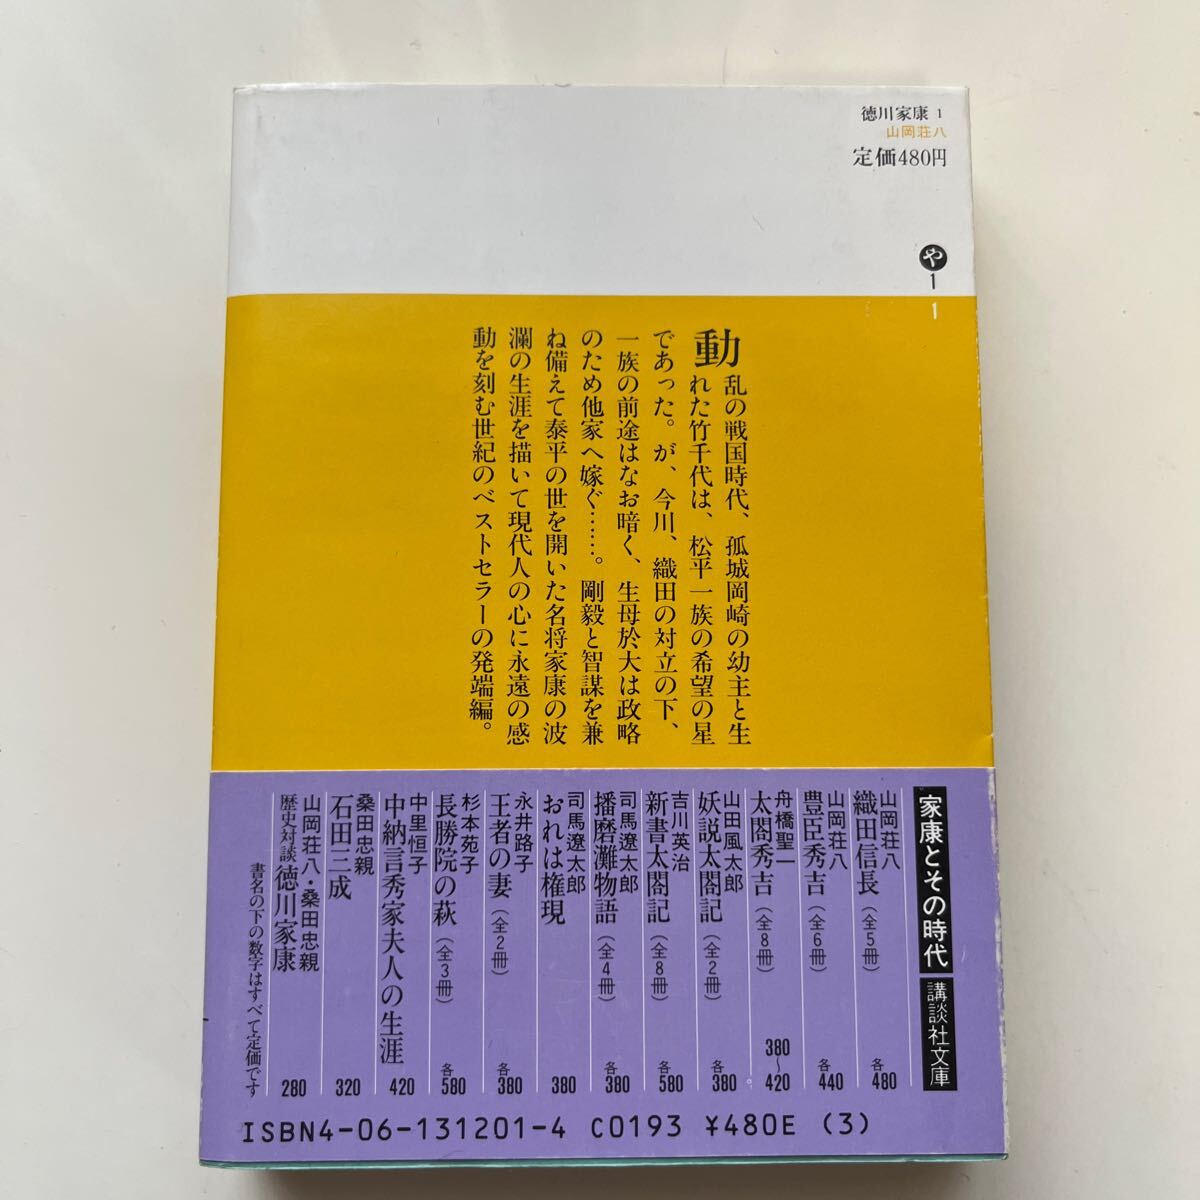 徳川家康 1
山岡荘八
定価480円
や
1
1
動乱の戦国時代、孤城岡崎の幼主と生
れた竹千代は、松平一族の希望の星
であった。が、今川、織田の対立の下、
一族の前途はなお暗く、生母於大は政略
のため他家へ嫁ぐ……。剛毅と智謀を兼
ね備えて泰平の世を開いた名将家康の波
瀾の生涯を描いて現代人の心に永遠の感
動を刻む世紀のベストセラーの発端編。
家康とその時代
講談社文庫
山岡荘八
織田信長(全5冊) 各480
山岡荘八
豊臣秀吉(全6冊) 各440
舟橋聖一
太閤秀吉(全8冊) 380〜420
山田風太郎
妖説太閤記(全2冊) 各380
吉川英治
新書太閤記(全8冊) 各580
司馬遼太郎
播磨灘物語(全4冊) 各380
司馬遼太郎
おれは権現 380
永井路子
王者の妻(全2冊) 各380
杉本苑子
長勝院の萩(全3冊) 各580
中里恒子
中納言秀家夫人の生涯 420
桑田忠親
石田三成 320
山岡荘八・桑田忠親
歴史対談 徳川家康 280
書名の下の数字はすべて定価です
ISBN4-06-131201-4 C0193 ¥480E (3)